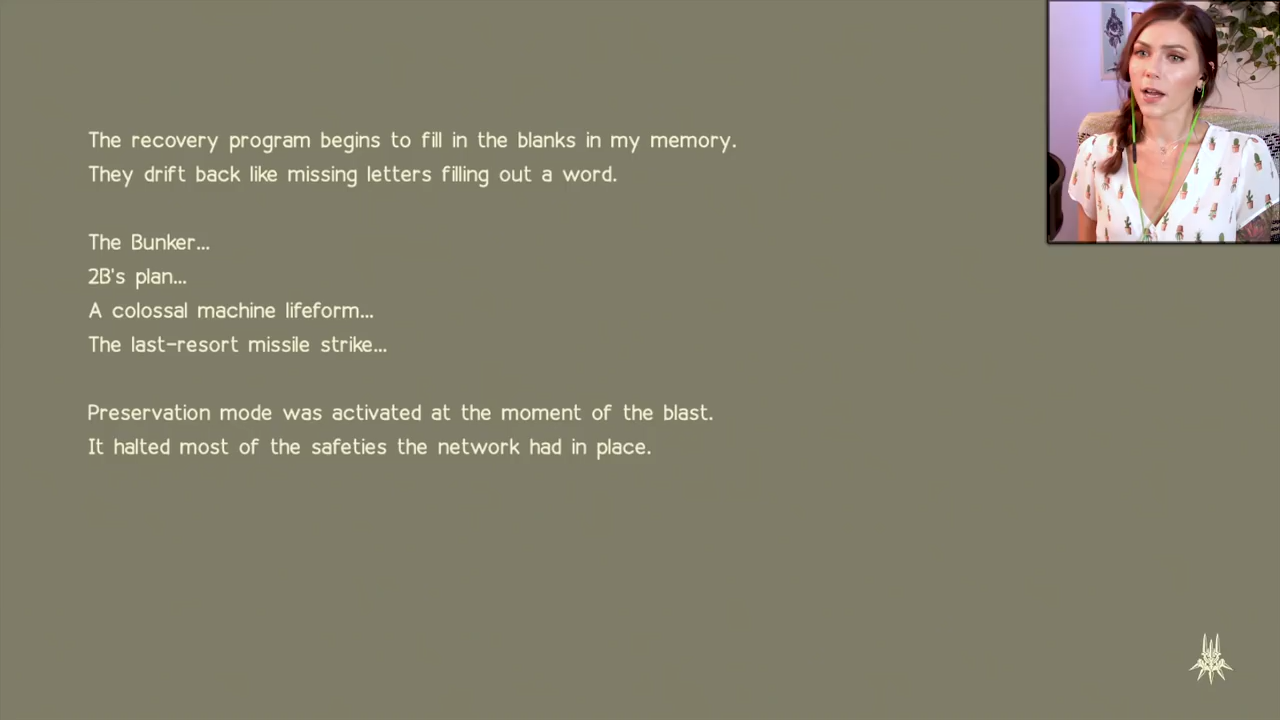 The recovery program begins to fill in the blanks in my memory.
They drift back like missing letters filling out a word.
The Bunker...
2B's plan...
A colossal machine lifeform...
The last-resort missile strike...
Preservation mode was activated at the moment of the blast.
It halted most of the safeties the network had in place.